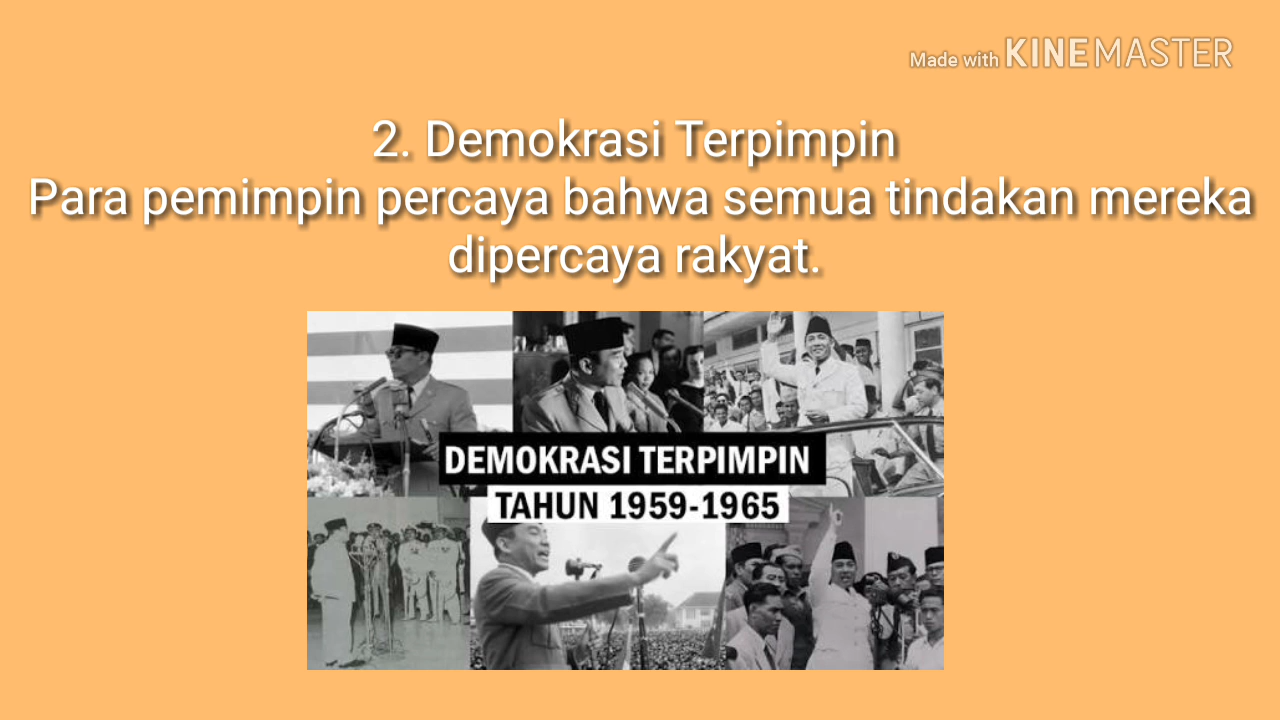 Made with KINEMASTER
2. Demokrasi Terpimpin
Para pemimpin percaya bahwa semua tindakan mereka
dipercaya rakyat.
DEMOKRASI TERPIMPIN
TAHUN 1959-1965